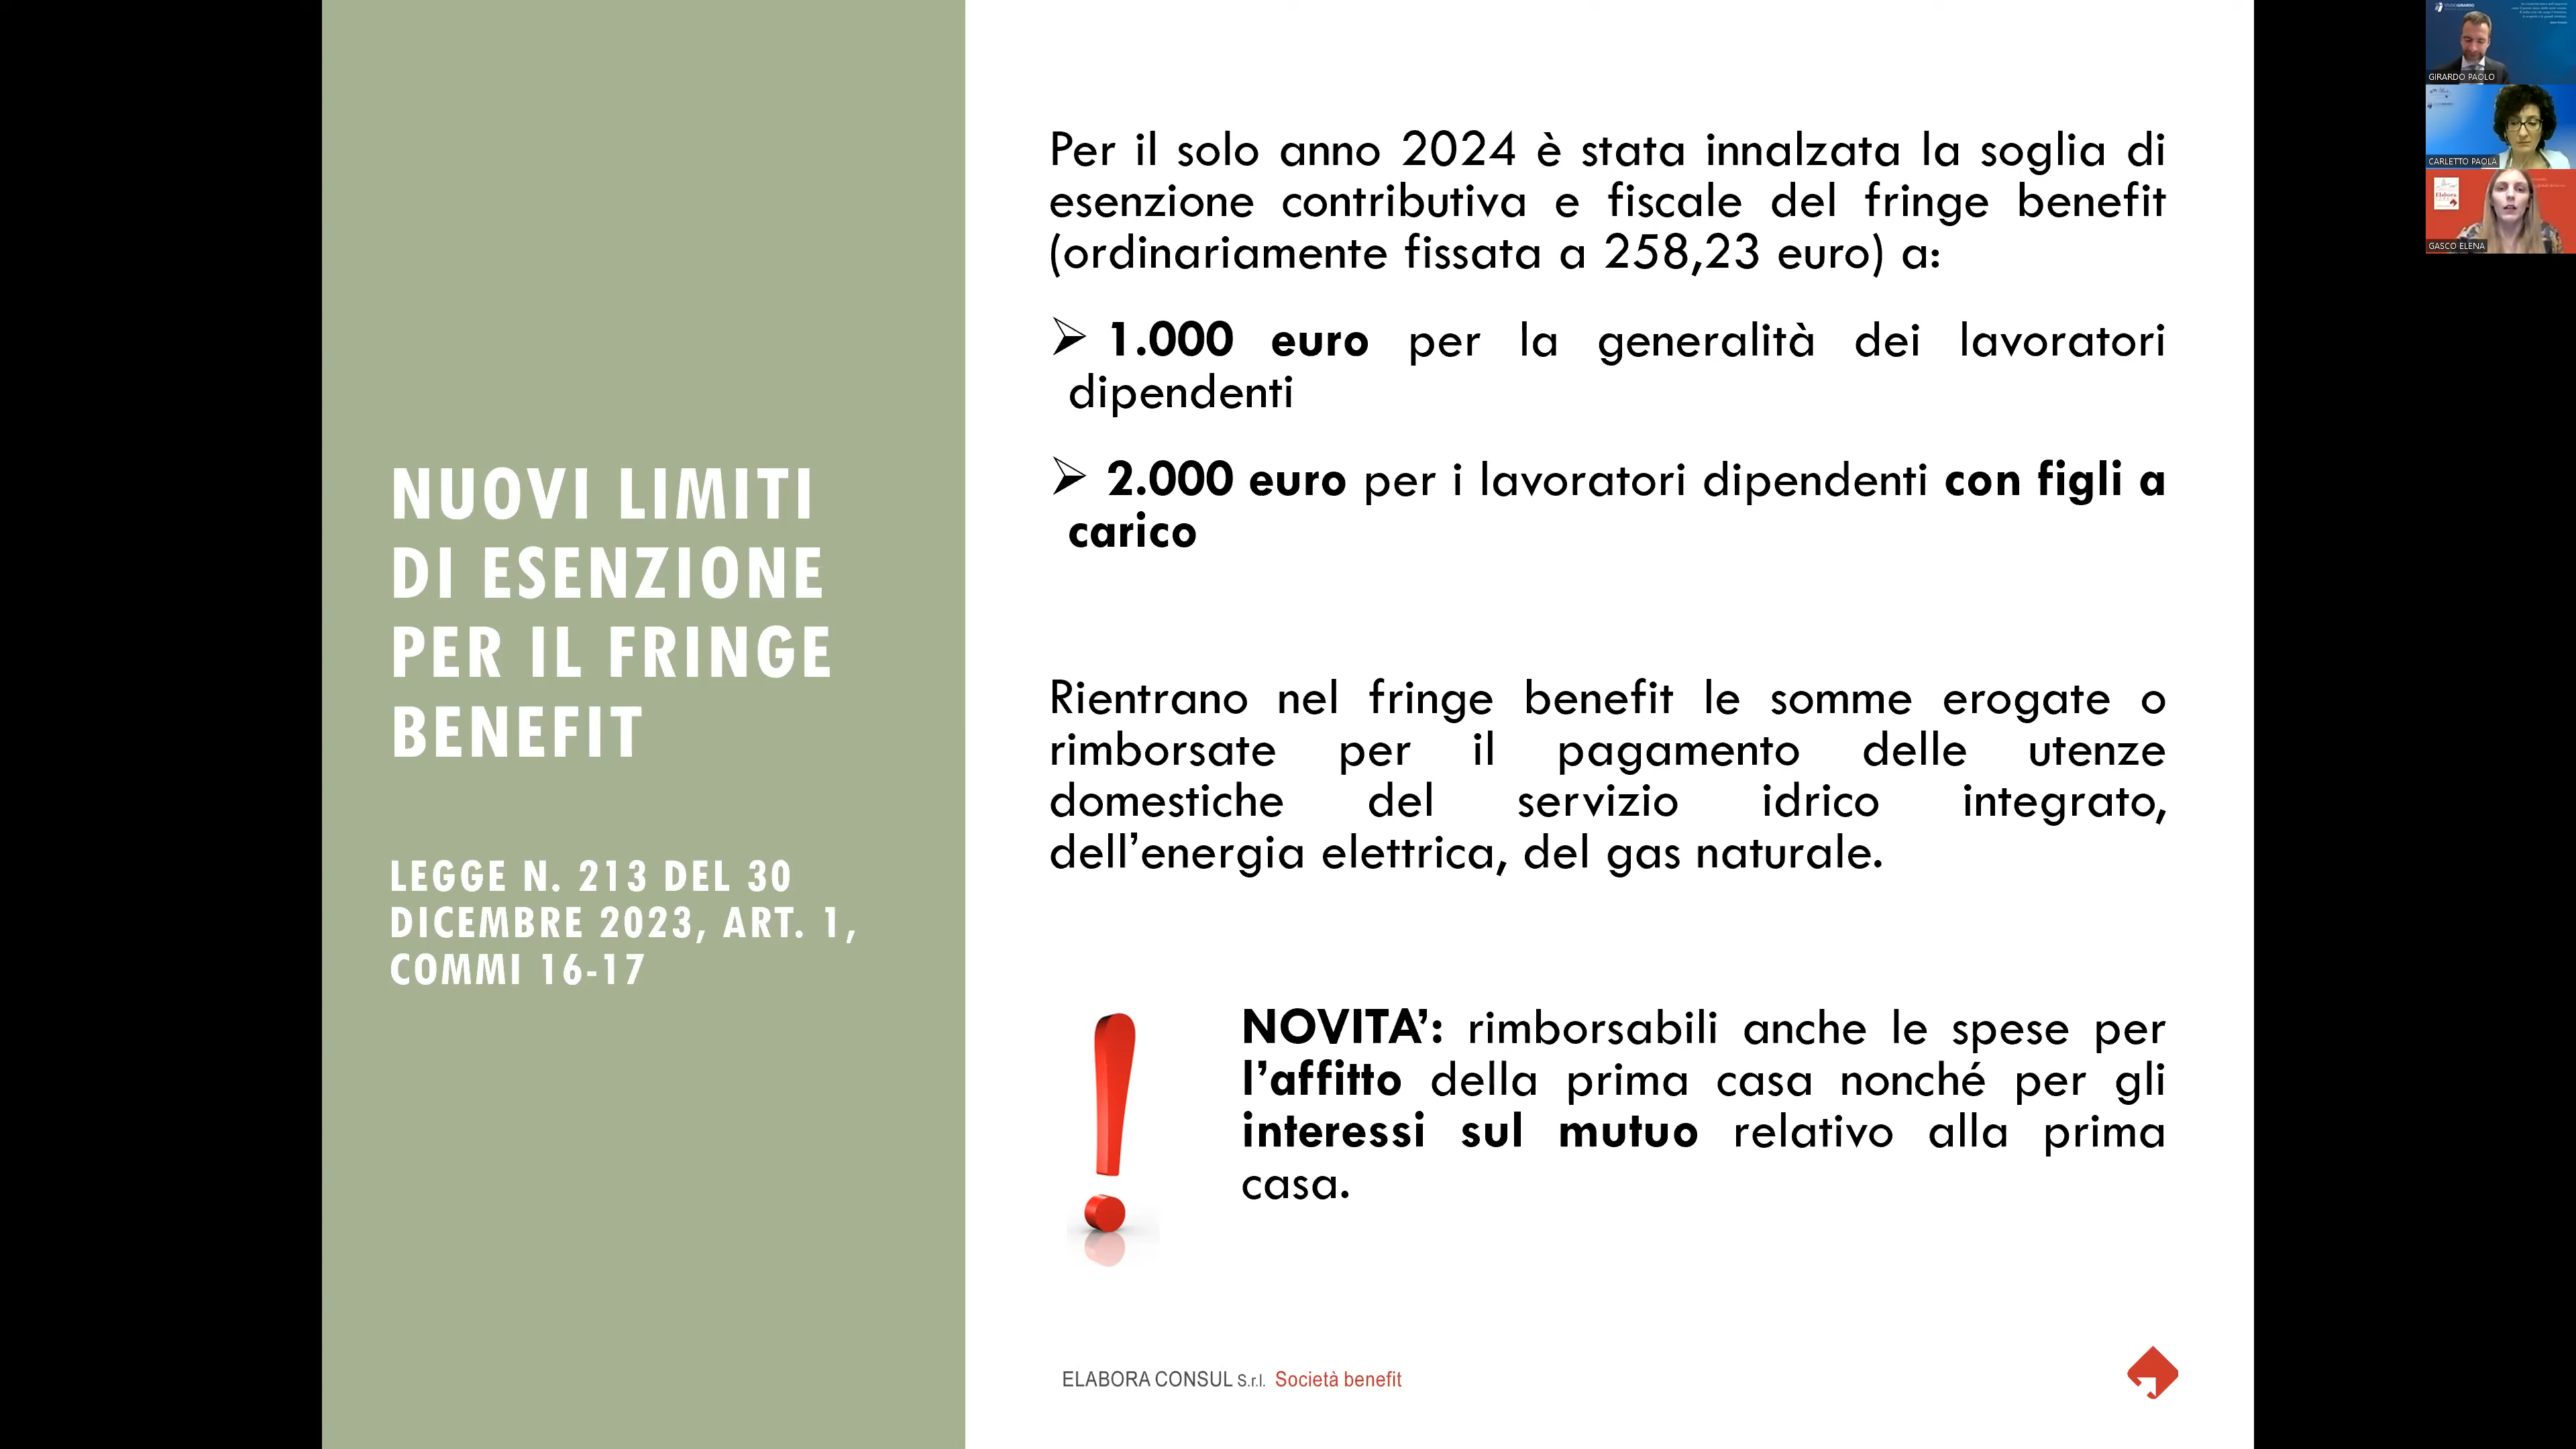 NUOVI LIMITI
DI ESENZIONE
PER IL FRINGE
BENEFIT
LEGGE N. 213 DEL 30
DICEMBRE 2023, ART. 1,
COMMI 16-17
Per il solo anno 2024 è stata innalzata la soglia di
esenzione contributiva e fiscale del fringe benefit
(ordinariamente fissata a 258,23 euro) a:
➢ 1.000 euro per la generalità dei lavoratori
dipendenti
➢ 2.000 euro per i lavoratori dipendenti con figli a
carico
Rientrano nel fringe benefit le somme erogate o
rimborsate per il pagamento delle utenze
domestiche del servizio idrico integrato,
dell’energia elettrica, del gas naturale.
NOVITA’: rimborsabili anche le spese per
l’affitto della prima casa nonché per gli
interessi sul mutuo relativo alla prima
casa.
ELABORA CONSUL S.r.l. Società benefit
GIRARDO PAOLO
CARLETTO PAOLA
Elabora
GASCO ELENA